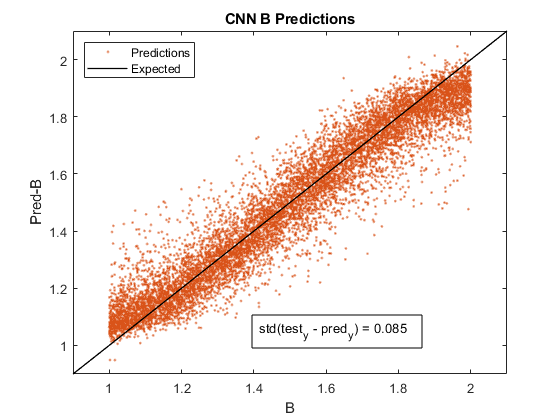 CNN B Predictions
Predictions
Expected
Pred-B
2
1.8
1.6
1.4
1.2
1
std(test_y - pred_y) = 0.085
1 1.2 1.4 1.6 1.8 2
B